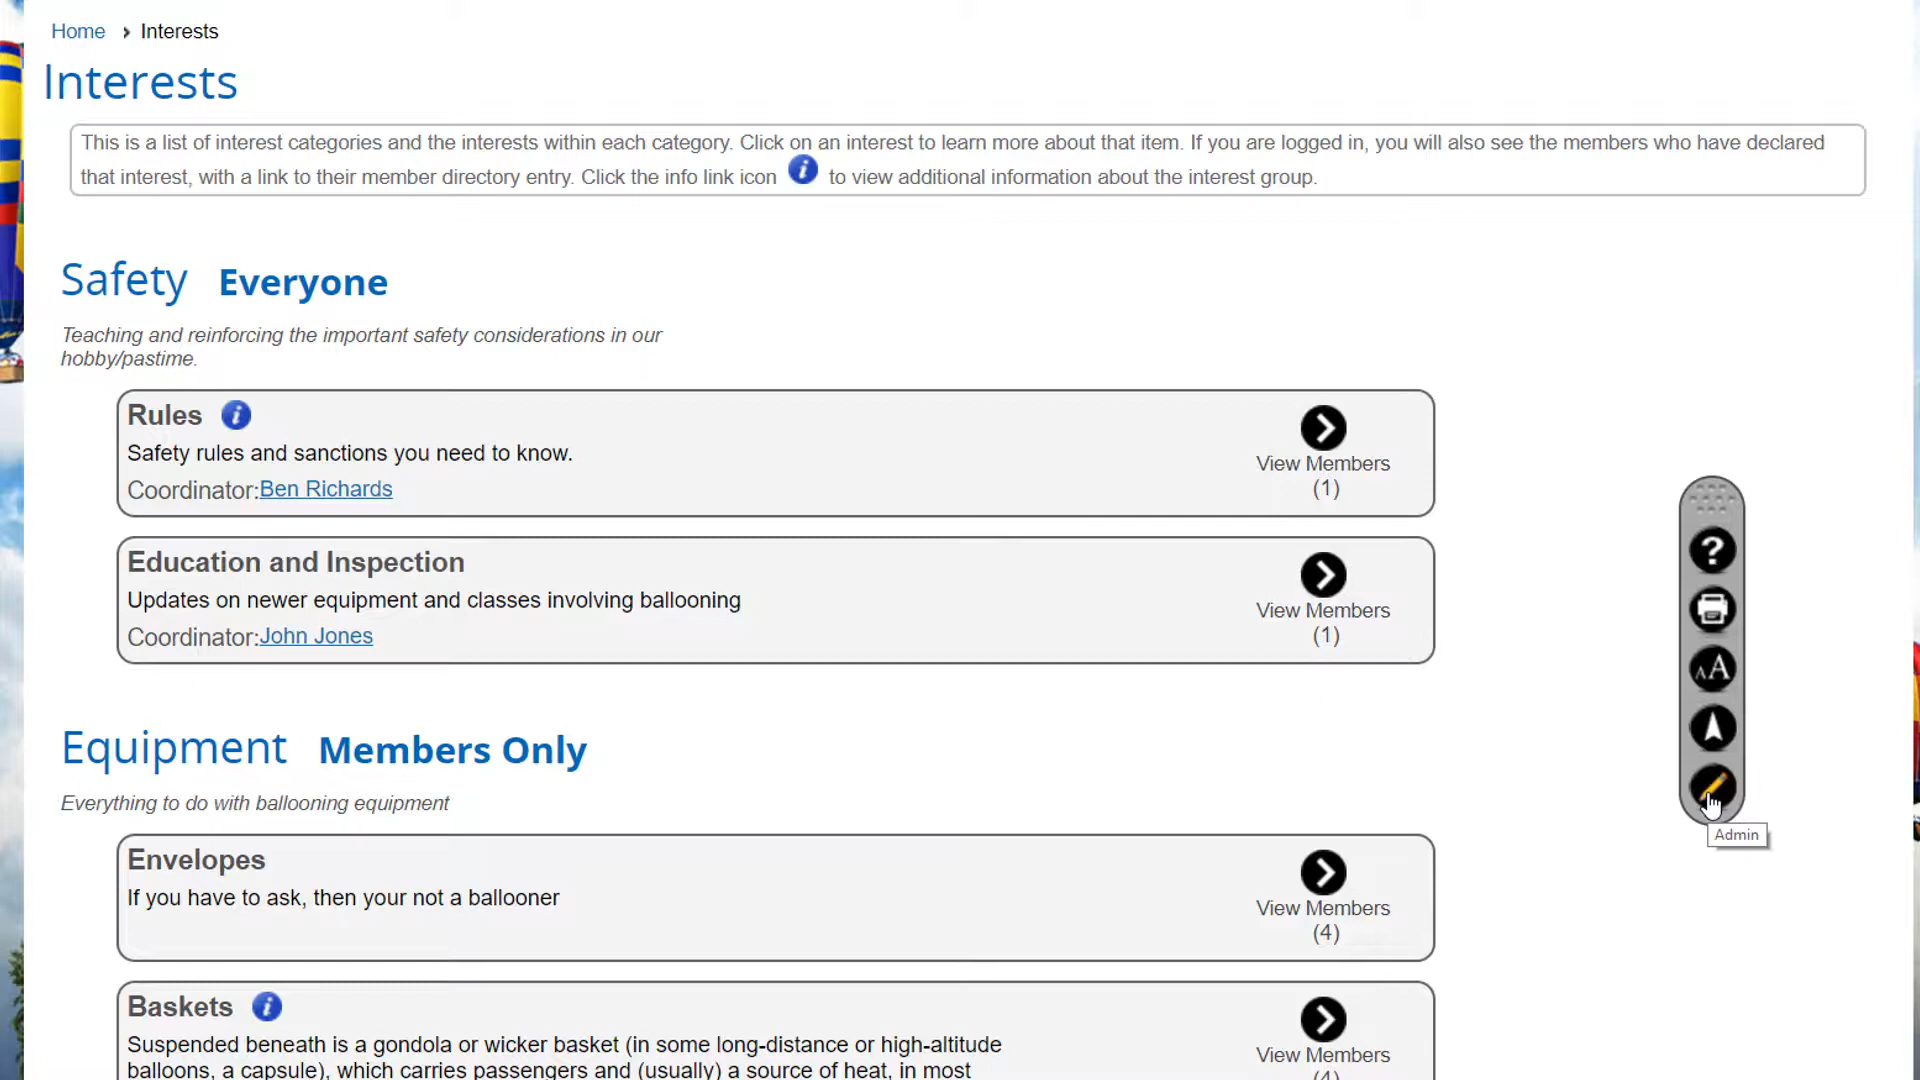 Home › Interests
Interests
This is a list of interest categories and the interests within each category. Click on an interest to learn more about that item. If you are logged in, you will also see the members who have declared
that interest, with a link to their member directory entry. Click the info link icon i to view additional information about the interest group.
Safety Everyone
Teaching and reinforcing the important safety considerations in our
hobby/pastime.
Rules i
Safety rules and sanctions you need to know.
Coordinator:Ben Richards
View Members
(1)
Education and Inspection
Updates on newer equipment and classes involving ballooning
Coordinator:John Jones
View Members
(1)
?
AA
Admin
Equipment Members Only
Everything to do with ballooning equipment
Envelopes
If you have to ask, then your not a ballooner
View Members
(4)
Baskets i
Suspended beneath is a gondola or wicker basket (in some long-distance or high-altitude
balloons, a capsule), which carries passengers and (usually) a source of heat, in most
View Members
(4)